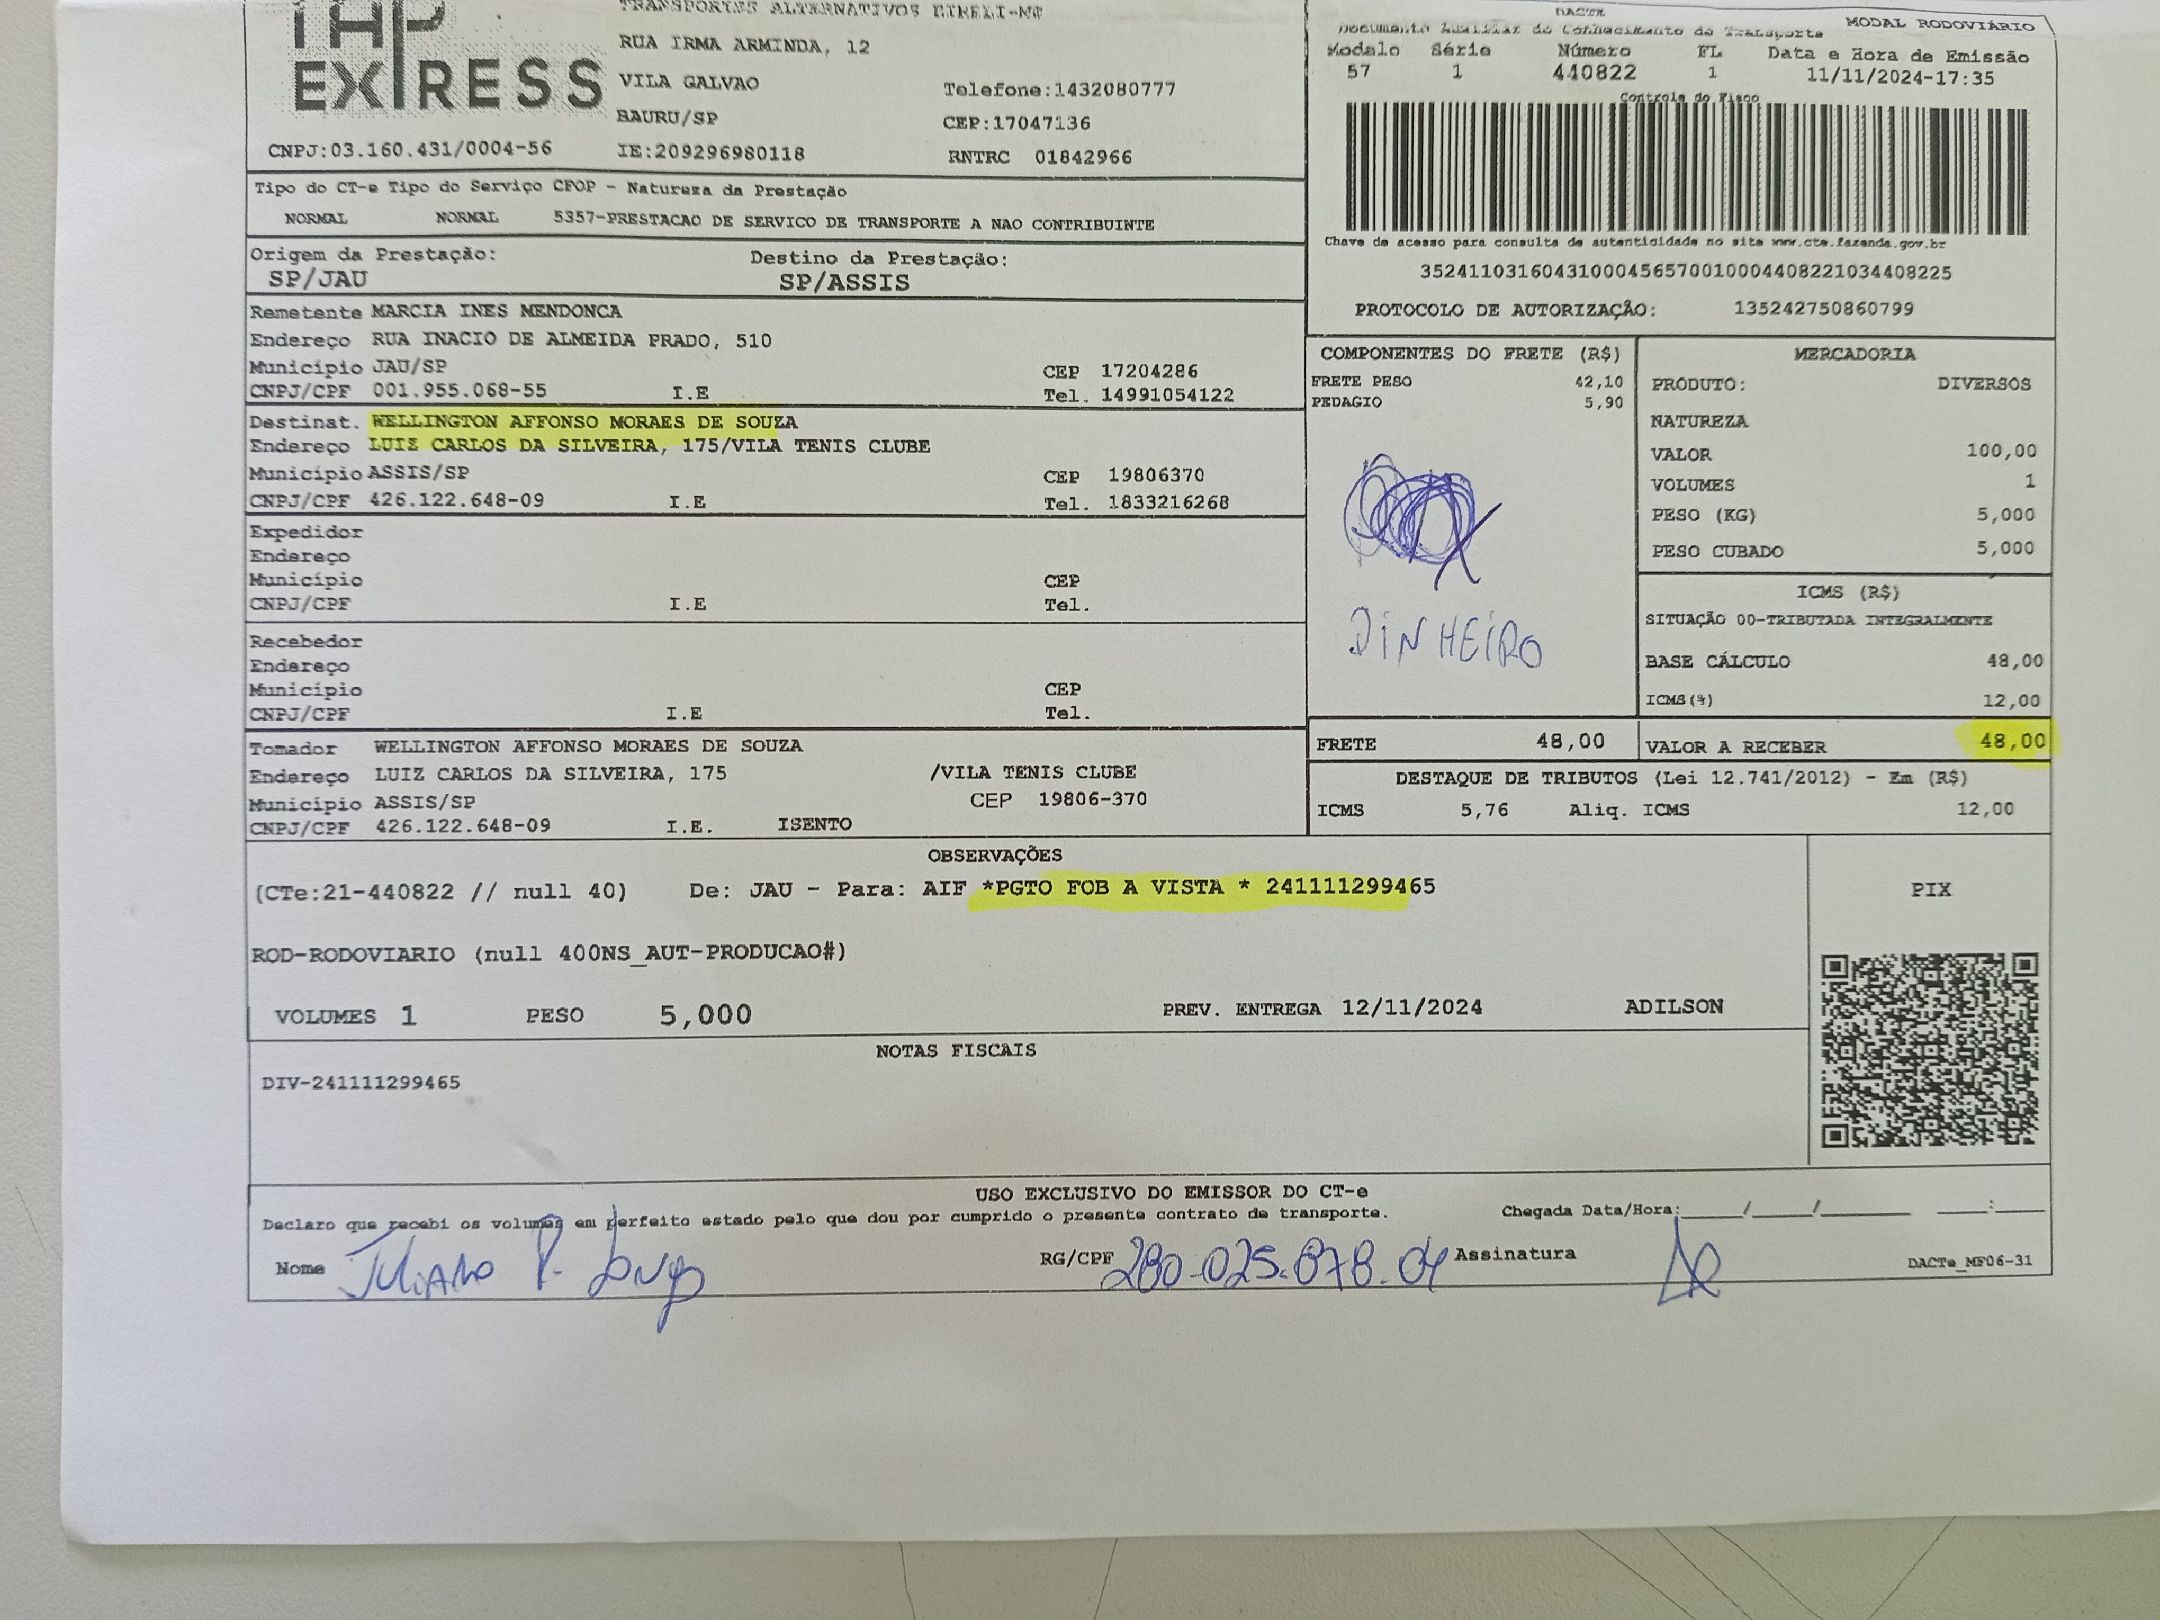 TAP
EXPRESS
TRANSPORTES ALTERNATIVOS EIRELI-ME
RUA IRMA ARMINDA, 12
VILA GALVAO
Telefone:1432080777
BAURU/SP
CEP:17047136
CNPJ:03.160.431/0004-56
IE:209296980118
RNTRC 01842966
DACTE
MODAL RODOVIÁRIO
Documento Auxiliar do Conhecimento de Transporte
Modelo Série Número FL Data e Hora de Emissão
57 1 440822 1 11/11/2024-17:35
Controle do Fisco
Chave de acesso para consulta de autenticidade no site www.cte.fazenda.gov.br
35241103160431000456570010004408221034408225
PROTOCOLO DE AUTORIZAÇÃO: 135242750860799
Tipo do CT-e Tipo do Serviço CFOP - Natureza da Prestação
NORMAL NORMAL 5357-PRESTACAO DE SERVICO DE TRANSPORTE A NAO CONTRIBUINTE
Origem da Prestação: Destino da Prestação:
SP/JAU SP/ASSIS
Remetente MARCIA INES MENDONCA
Endereço RUA INACIO DE ALMEIDA PRADO, 510
Município JAU/SP CEP 17204286
CNPJ/CPF 001.955.068-55 I.E Tel. 14991054122
Destinat. WELLINGTON AFFONSO MORAES DE SOUZA
Endereço LUIZ CARLOS DA SILVEIRA, 175/VILA TENIS CLUBE
Município ASSIS/SP CEP 19806370
CNPJ/CPF 426.122.648-09 I.E Tel. 1833216268
Expedidor
Endereço
Município CEP
CNPJ/CPF I.E Tel.
Recebedor
Endereço
Município CEP
CNPJ/CPF I.E Tel.
Tomador WELLINGTON AFFONSO MORAES DE SOUZA
Endereço LUIZ CARLOS DA SILVEIRA, 175 /VILA TENIS CLUBE
Município ASSIS/SP CEP 19806-370
CNPJ/CPF 426.122.648-09 I.E. ISENTO
COMPONENTES DO FRETE (R$)
FRETE PESO 42,10
PEDAGIO 5,90
DINHEIRO
MERCADORIA
PRODUTO: DIVERSOS
NATUREZA
VALOR 100,00
VOLUMES 1
PESO (KG) 5,000
PESO CUBADO 5,000
ICMS (R$)
SITUAÇÃO 00-TRIBUTADA INTEGRALMENTE
BASE CÁLCULO 48,00
ICMS(%) 12,00
FRETE 48,00 VALOR A RECEBER 48,00
DESTAQUE DE TRIBUTOS (Lei 12.741/2012) - Em (R$)
ICMS 5,76 Aliq. ICMS 12,00
OBSERVAÇÕES
(CTe:21-440822 // null 40) De: JAU - Para: AIF *PGTO FOB A VISTA * 241111299465
ROD-RODOVIARIO (null 400NS_AUT-PRODUCAO#)
VOLUMES 1 PESO 5,000 PREV. ENTREGA 12/11/2024 ADILSON
PIX
NOTAS FISCAIS
DIV-241111299465
USO EXCLUSIVO DO EMISSOR DO CT-e
Declaro que recebi os volumes em perfeito estado pelo que dou por cumprido o presente contrato de transporte. Chegada Data/Hora:____/____/______ ___:___
Nome Juliano P. RG/CPF 280.025.878.04 Assinatura
DACTe_MF06-31